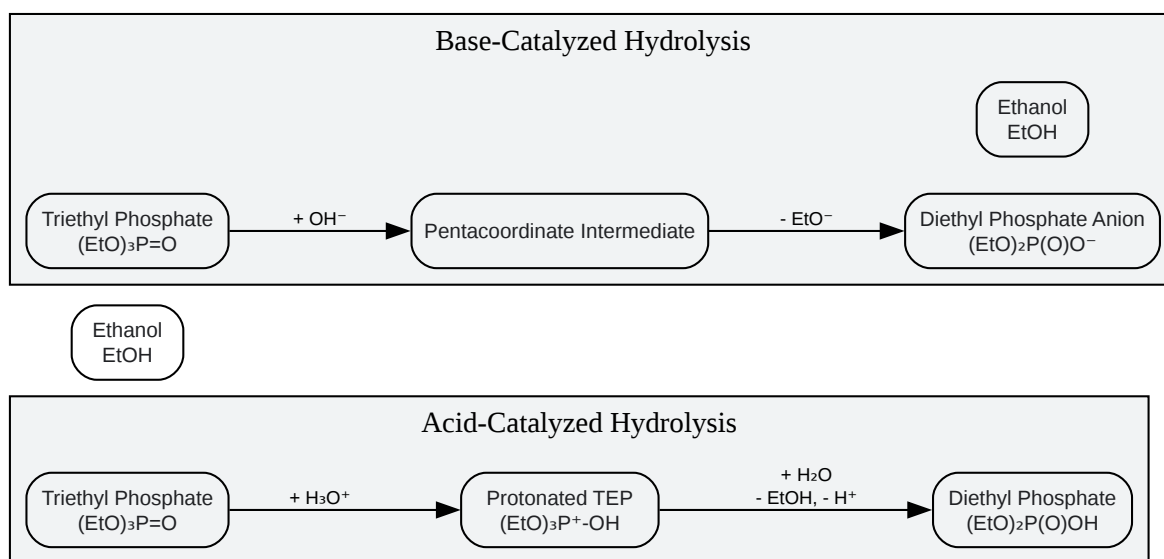 Base-Catalyzed Hydrolysis
Ethanol
EtOH
Triethyl Phosphate
(EtO)₃P=O
+ OH⁻
Pentacoordinate Intermediate
- EtO⁻
Diethyl Phosphate Anion
(EtO)₂P(O)O⁻
Ethanol
EtOH
Acid-Catalyzed Hydrolysis
Triethyl Phosphate
(EtO)₃P=O
+ H₃O⁺
Protonated TEP
(EtO)₃P⁺-OH
+ H₂O
- EtOH, - H⁺
Diethyl Phosphate
(EtO)₂P(O)OH